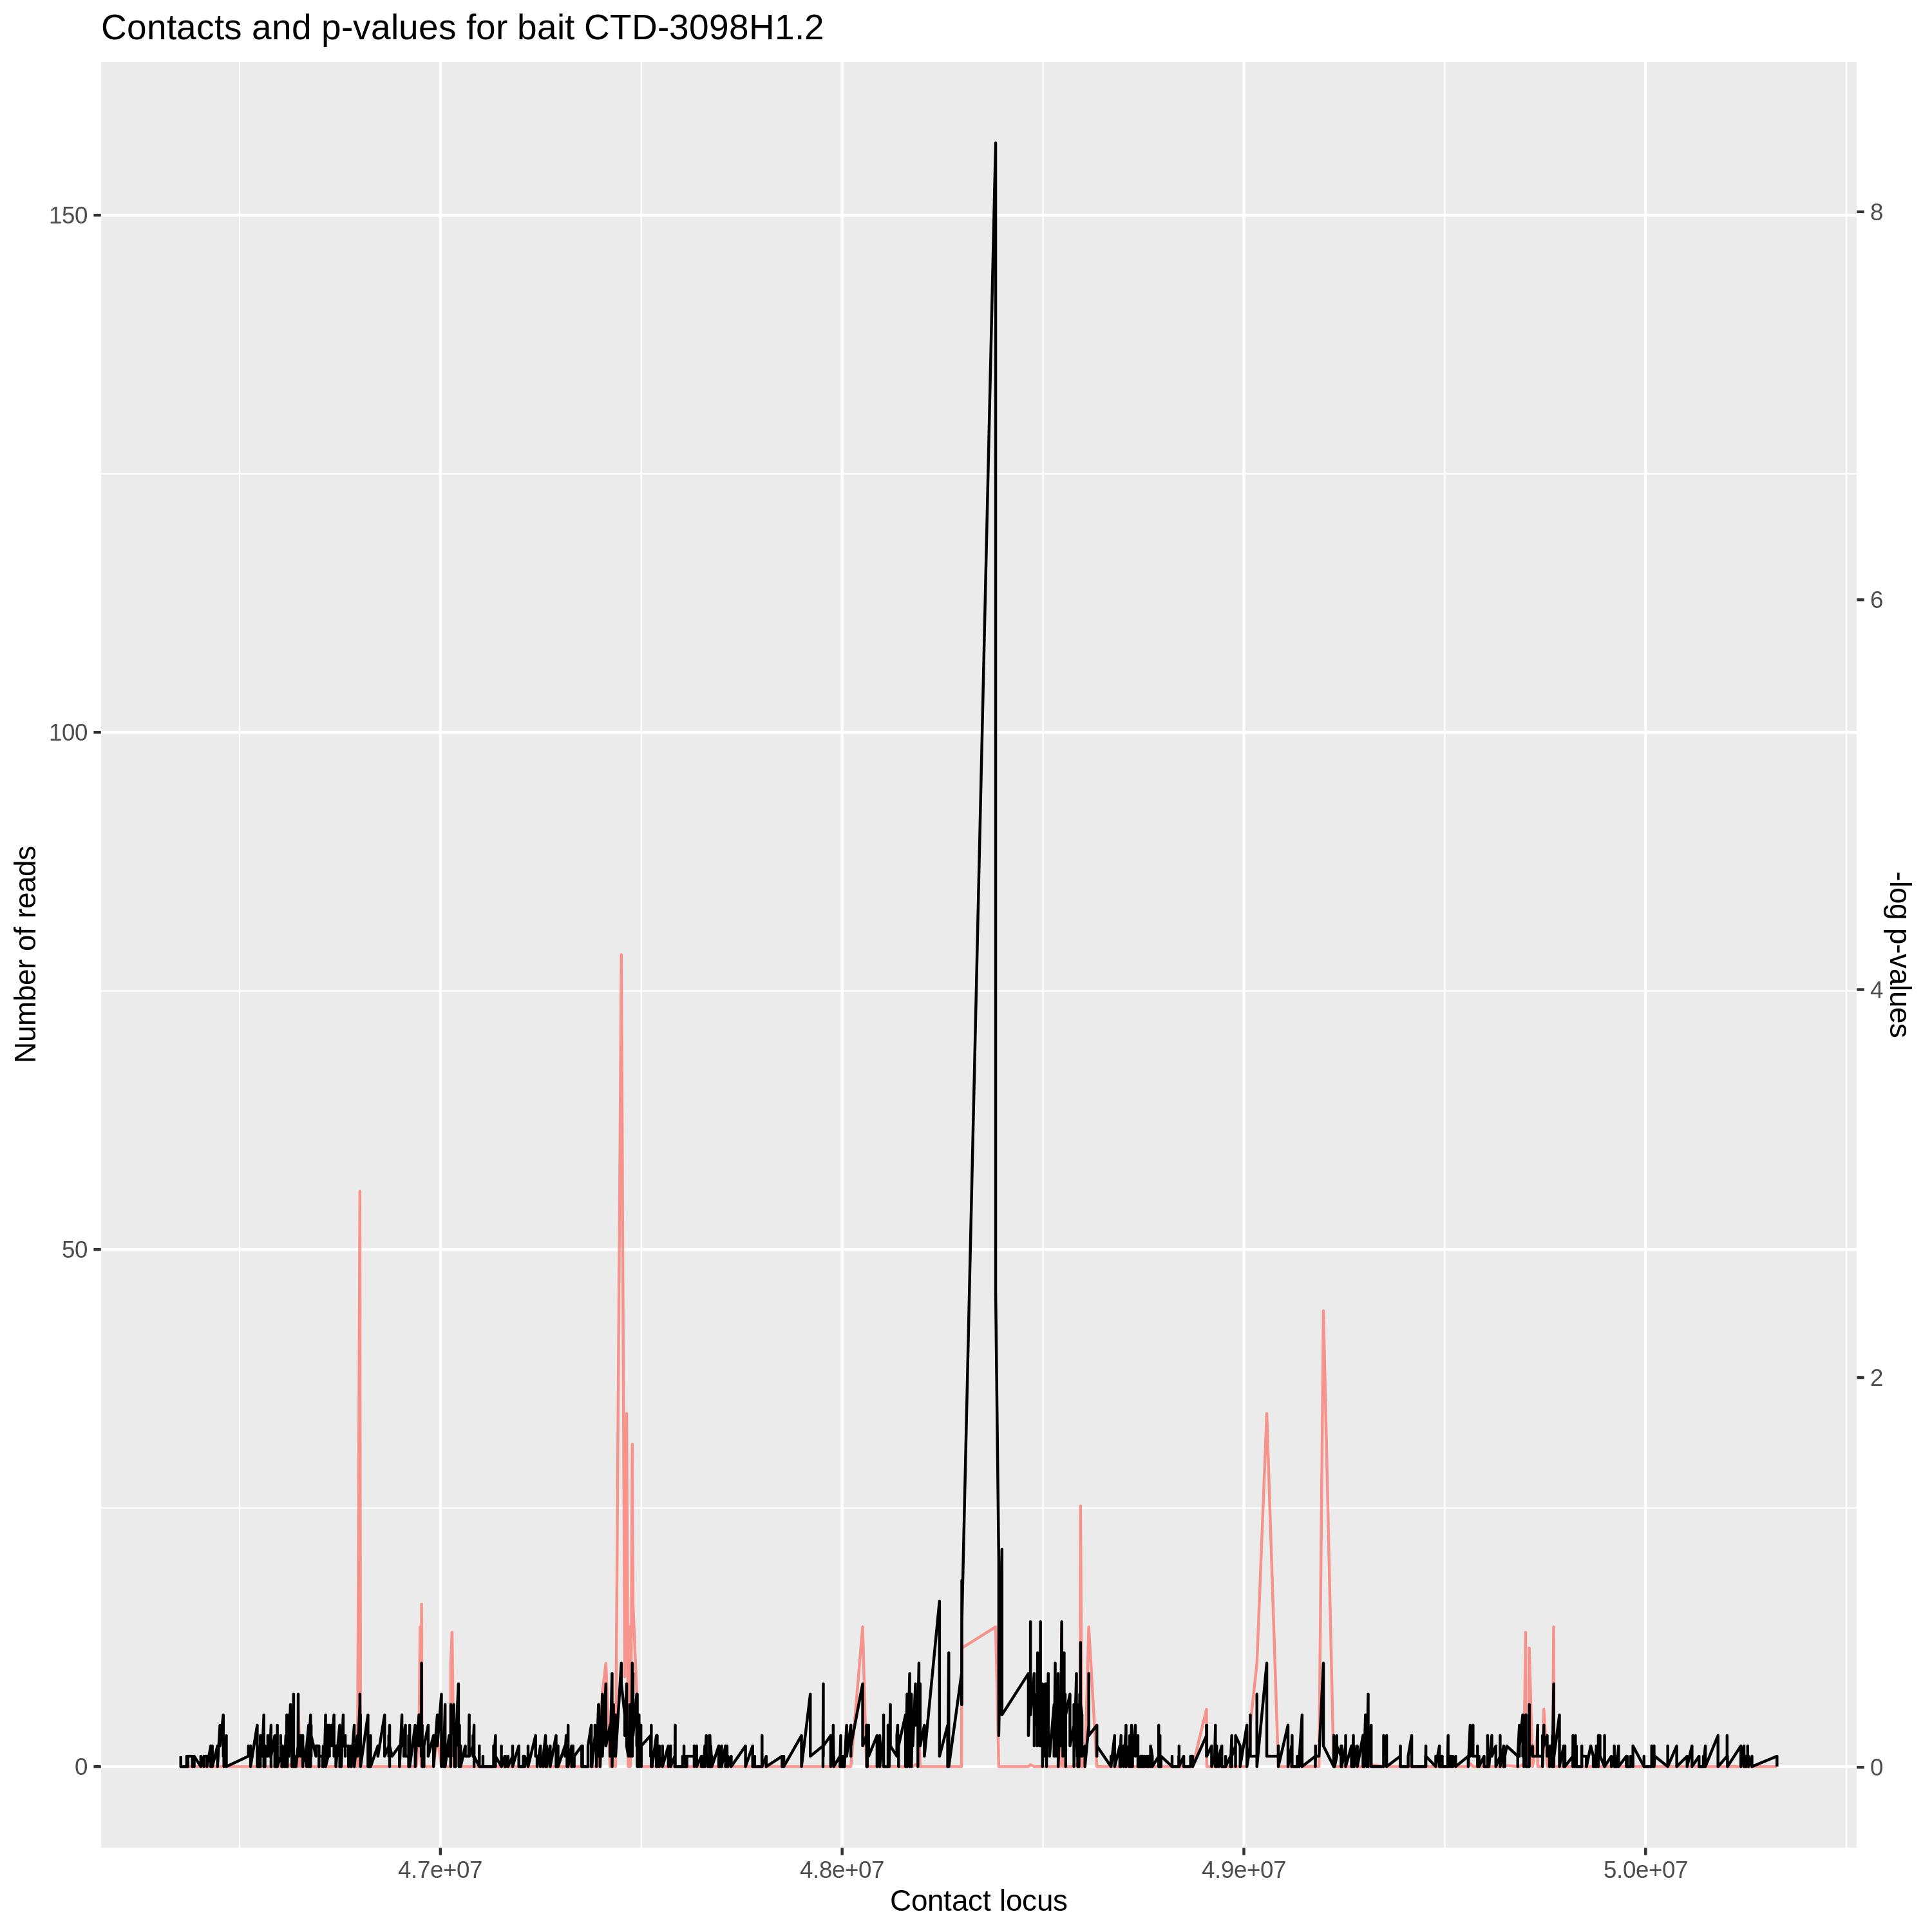 Contacts and p-values for bait CTD-3098H1.2
150
100
50
0
8
6
4
2
0
Number of reads
-log p-values
4.7e+07
4.8e+07
4.9e+07
5.0e+07
Contact locus